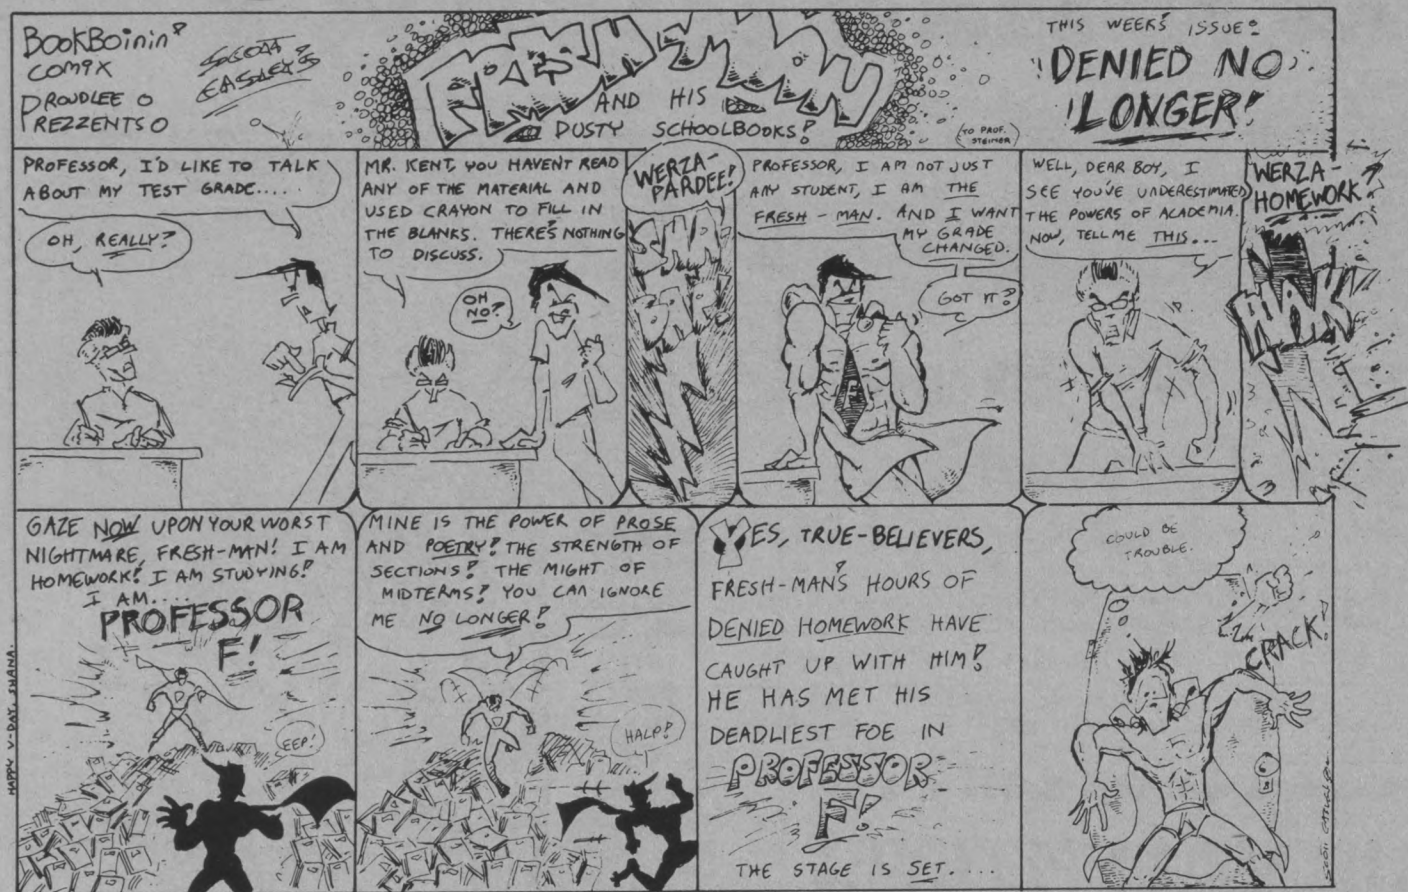 BOOKBOININ'
COMIX
PROUDLEE
PREZZENTS
SCOTT
FRESH MAN
AND HIS
DUSTY SCHOOLBOOKS!
(TO PROF.
STEINER)
THIS WEEK'S ISSUE:
DENIED NO
LONGER!
PROFESSOR, I'D LIKE TO TALK
ABOUT MY TEST GRADE....
OH, REALLY?
MR. KENT, YOU HAVENT READ
ANY OF THE MATERIAL AND
USED CRAYON TO FILL IN
THE BLANKS. THERE'S NOTHING
TO DISCUSS.
OH
NO?
WERZA-
PARDEE!
PROFESSOR, I AM NOT JUST
ANY STUDENT, I AM THE
FRESH-MAN. AND I WANT
MY GRADE
CHANGED.
GOT IT?
WELL, DEAR BOY, I
SEE YOU'VE UNDERESTIMATED
THE POWERS OF ACADEMIA.
NOW, TELL ME THIS...
WERZA-
HOMEWORK!
GAZE NOW UPON YOUR WORST
NIGHTMARE, FRESH-MAN! I AM
HOMEWORK! I AM STUDYING!
I AM....
PROFESSOR
F!
EEP!
MINE IS THE POWER OF PROSE
AND POETRY! THE STRENGTH OF
SECTIONS! THE MIGHT OF
MIDTERMS! YOU CAN IGNORE
ME NO LONGER!
HALP!
YES, TRUE-BELIEVERS,
FRESH-MAN'S HOURS OF
DENIED HOMEWORK HAVE
CAUGHT UP WITH HIM!
HE HAS MET HIS
DEADLIEST FOE IN
PROFESSOR
F!
THE STAGE IS SET....
COULD BE
TROUBLE.
CRACK!
HAPPY V-DAY, SHANA.